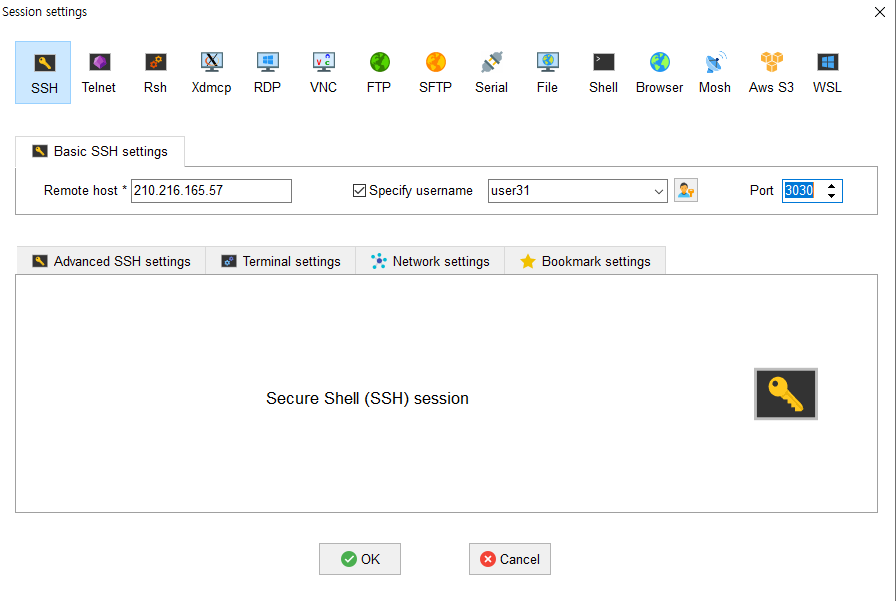 Session settings
SSH Telnet Rsh Xdmcp RDP VNC FTP SFTP Serial File Shell Browser Mosh Aws S3 WSL
Basic SSH settings
Remote host * 210.216.165.57 Specify username user31 Port 3030
Advanced SSH settings Terminal settings Network settings Bookmark settings
Secure Shell (SSH) session
OK Cancel